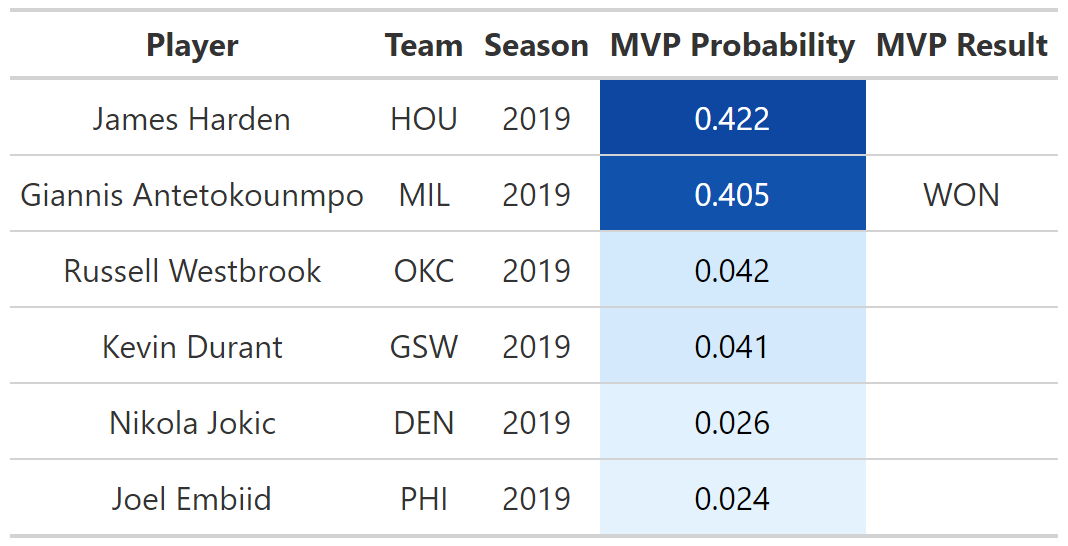 Player Team Season MVP Probability MVP Result
James Harden HOU 2019 0.422
Giannis Antetokounmpo MIL 2019 0.405 WON
Russell Westbrook OKC 2019 0.042
Kevin Durant GSW 2019 0.041
Nikola Jokic DEN 2019 0.026
Joel Embiid PHI 2019 0.024